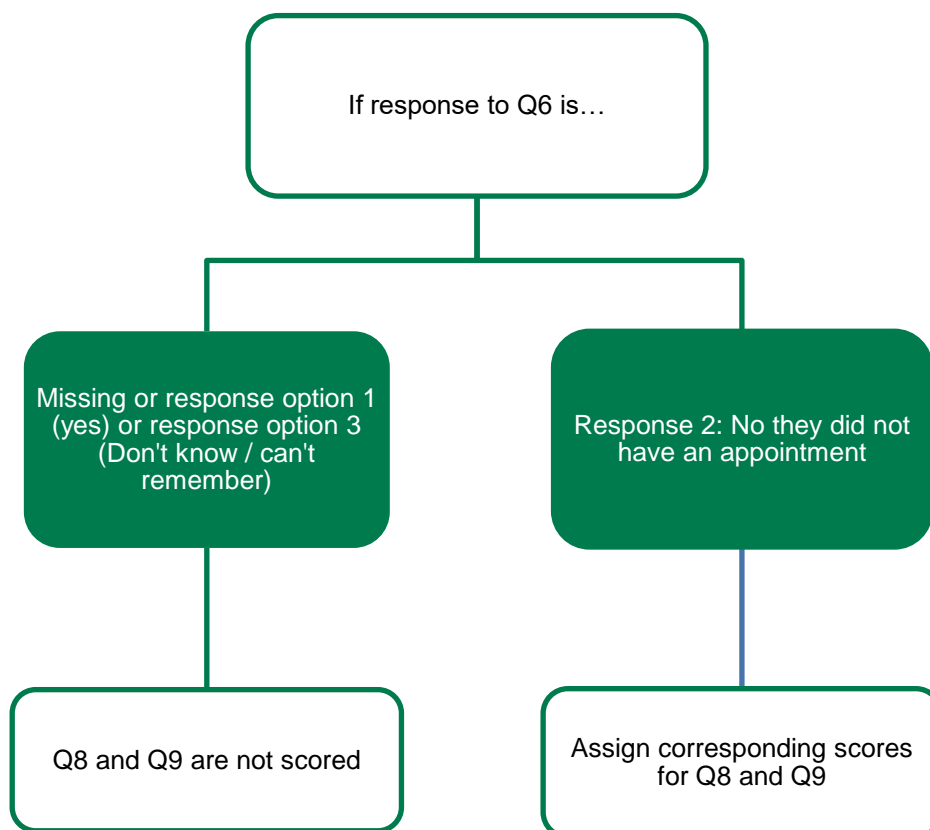 If response to Q6 is…
Missing or response option 1
(yes) or response option 3
(Don't know / can't
remember)
Response 2: No they did not
have an appointment
Q8 and Q9 are not scored
Assign corresponding scores
for Q8 and Q9